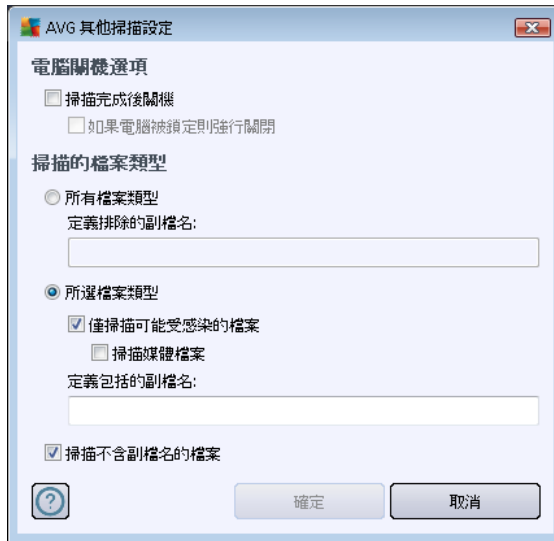 AVG 其他掃描設定
電腦關機選項
掃描完成後關機
如果電腦被鎖定則強行關閉
掃描的檔案類型
所有檔案類型
定義排除的副檔名:
所選檔案類型
僅掃描可能受感染的檔案
掃描媒體檔案
定義包括的副檔名:
掃描不含副檔名的檔案
確定
取消